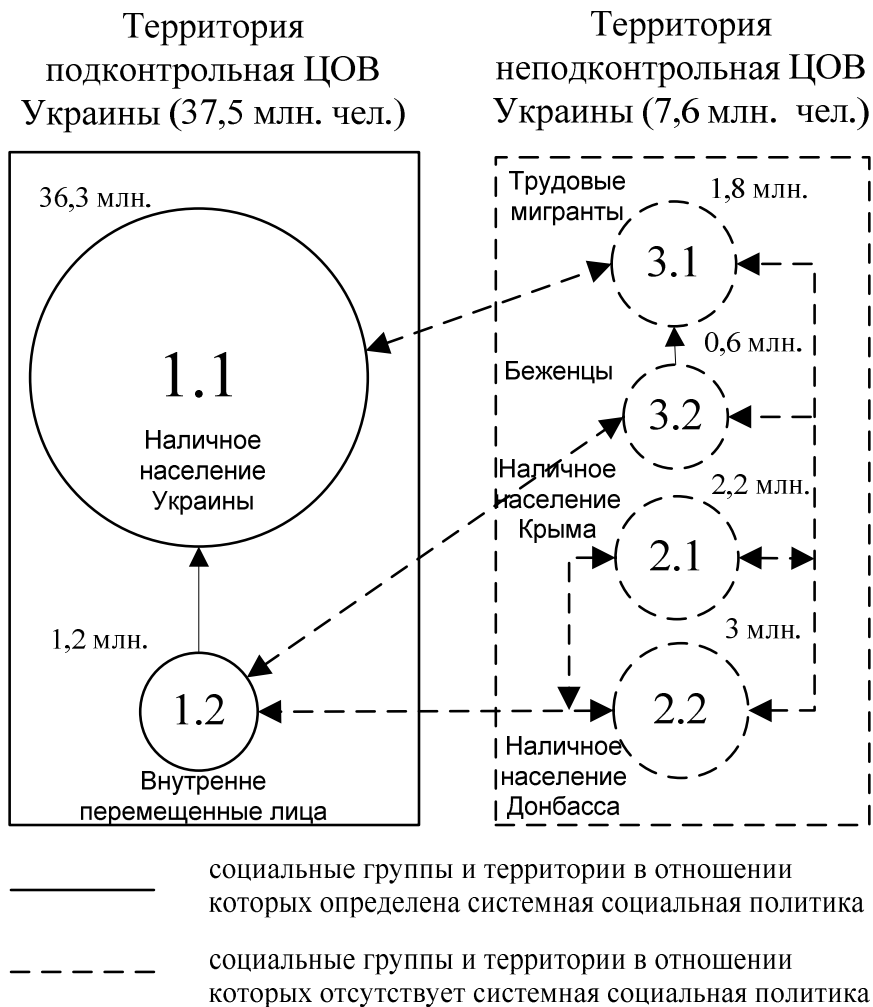 Территория
подконтрольная ЦОВ
Украины (37,5 млн. чел.)
Территория
неподконтрольная ЦОВ
Украины (7,6 млн. чел.)
36,3 млн.
1.1
Наличное
население
Украины
1,2 млн.
1.2
Внутренне
перемещенные лица
Трудовые
мигранты
1,8 млн.
3.1
0,6 млн.
Беженцы
3.2
Наличное
население
Крыма
2,2 млн.
2.1
3 млн.
2.2
Наличное
население
Донбасса
социальные группы и территории в отношении
которых определена системная социальная политика
социальные группы и территории в отношении
которых отсутствует системная социальная политика